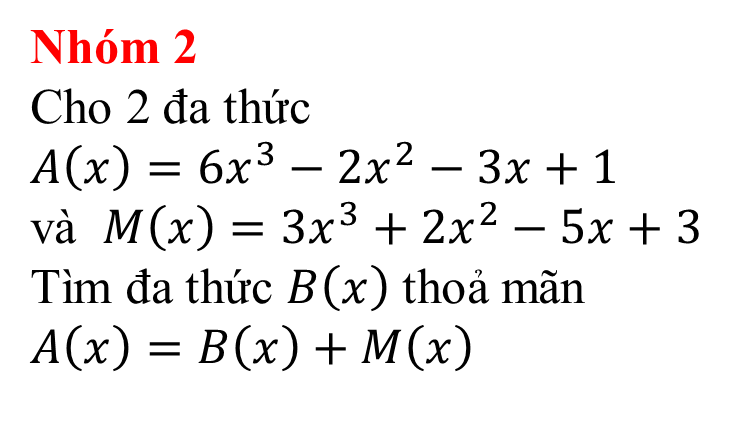 Nhóm 2
Cho 2 đa thức
A(x) = 6x³ − 2x² − 3x + 1
và M(x) = 3x³ + 2x² − 5x + 3
Tìm đa thức B(x) thoả mãn
A(x) = B(x) + M(x)